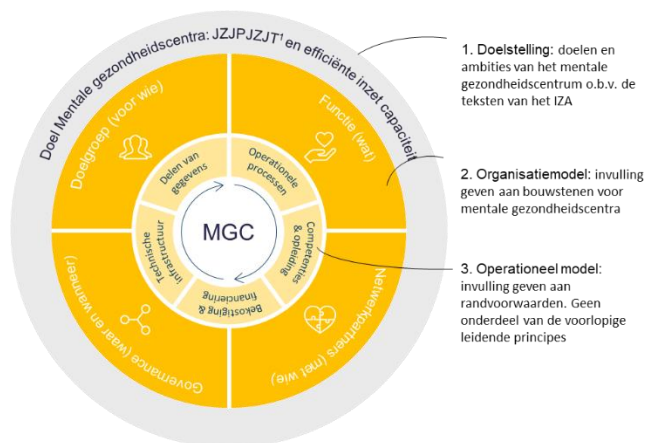 Doel Mentale gezondheidscentra: JZJPJZJT¹ en efficiënte inzet capaciteit
Doelgroep (voor wie)
Functie (wat)
Governance (waar en wanneer)
Netwerkpartners (met wie)
Delen van
gegevens
Operationele
processen
Technische
infrastructuur
Competenties
& opleiding
Bekostiging &
financiering
MGC
1. Doelstelling: doelen en
ambities van het mentale
gezondheidscentrum o.b.v. de
teksten van het IZA
2. Organisatiemodel: invulling
geven aan bouwstenen voor
mentale gezondheidscentra
3. Operationeel model:
invulling geven aan
randvoorwaarden. Geen
onderdeel van de voorlopige
leidende principes